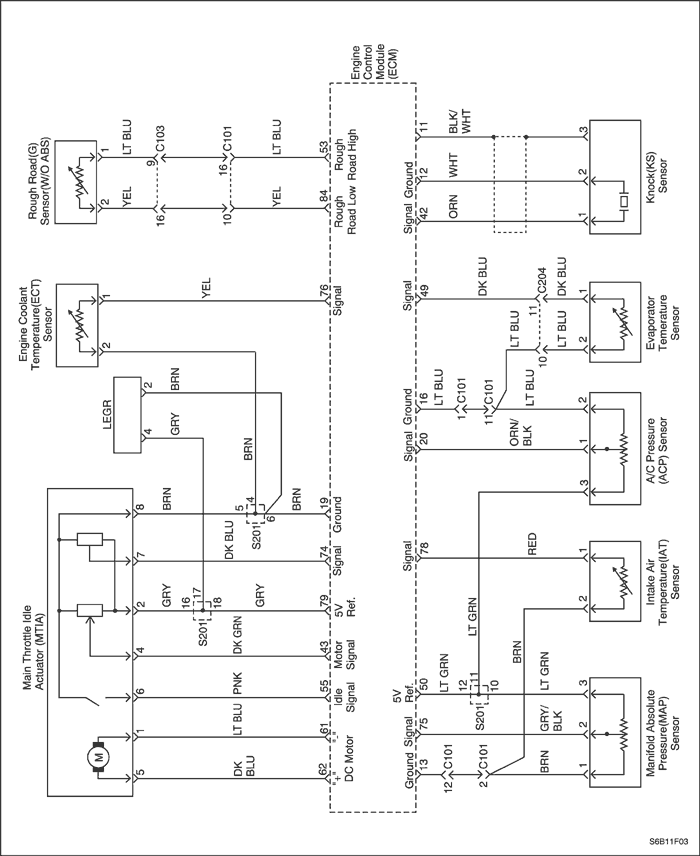 Engine
Control
Module
(ECM)
Rough Road(G)
Sensor(W/O ABS)
1
2
LT BLU
YEL
9
C103
16
16
C101
10
LT BLU
YEL
53
84
Rough
Road High
Rough
Road Low
Engine Coolant
Temperature(ECT)
Sensor
1
2
YEL
76
Signal
BRN
LEGR
2
4
BRN
GRY
Main Throttle Idle
Actuator (MTIA)
M
8
BRN
5
4
6
S201
BRN
19
Ground
7
DK BLU
74
Signal
2
GRY
16
17
18
S201
GRY
79
5V
Ref.
4
DK GRN
43
Motor
Signal
6
PNK
55
Idle
Signal
1
LT BLU
61
"-"
5
DK
BLU
62
"+"
DC Motor
11
BLK/
WHT
3
Ground
12
WHT
2
Signal
42
ORN
1
Knock(KS)
Sensor
Signal
49
DK BLU
11
C204
DK BLU
1
LT BLU
10
LT BLU
2
Evaporator
Temerature
Sensor
Ground
16
LT BLU
1
C101
11
C101
2
Signal
20
ORN/
BLK
1
3
A/C Pressure
(ACP) Sensor
Signal
78
RED
1
2
Intake Air
Temperature(IAT)
Sensor
LT GRN
BRN
5V
Ref.
50
LT GRN
12
11
10
S201
LT GRN
3
Signal
75
GRY/
BLK
2
Ground
13
12
C101
2
C101
BRN
1
Manifold Absolute
Pressure(MAP)
Sensor
S6B11F03